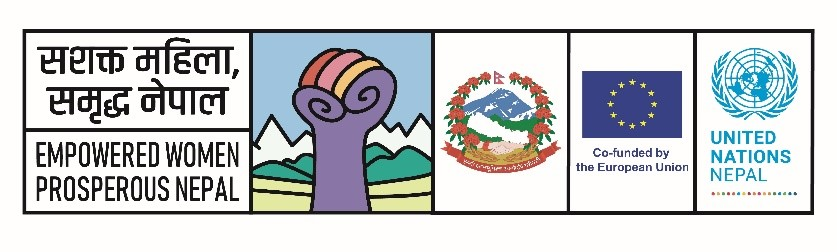 सशक्त महिला,
समृद्ध नेपाल
EMPOWERED WOMEN
PROSPEROUS NEPAL
Co-funded by
the European Union
UNITED
NATIONS
NEPAL